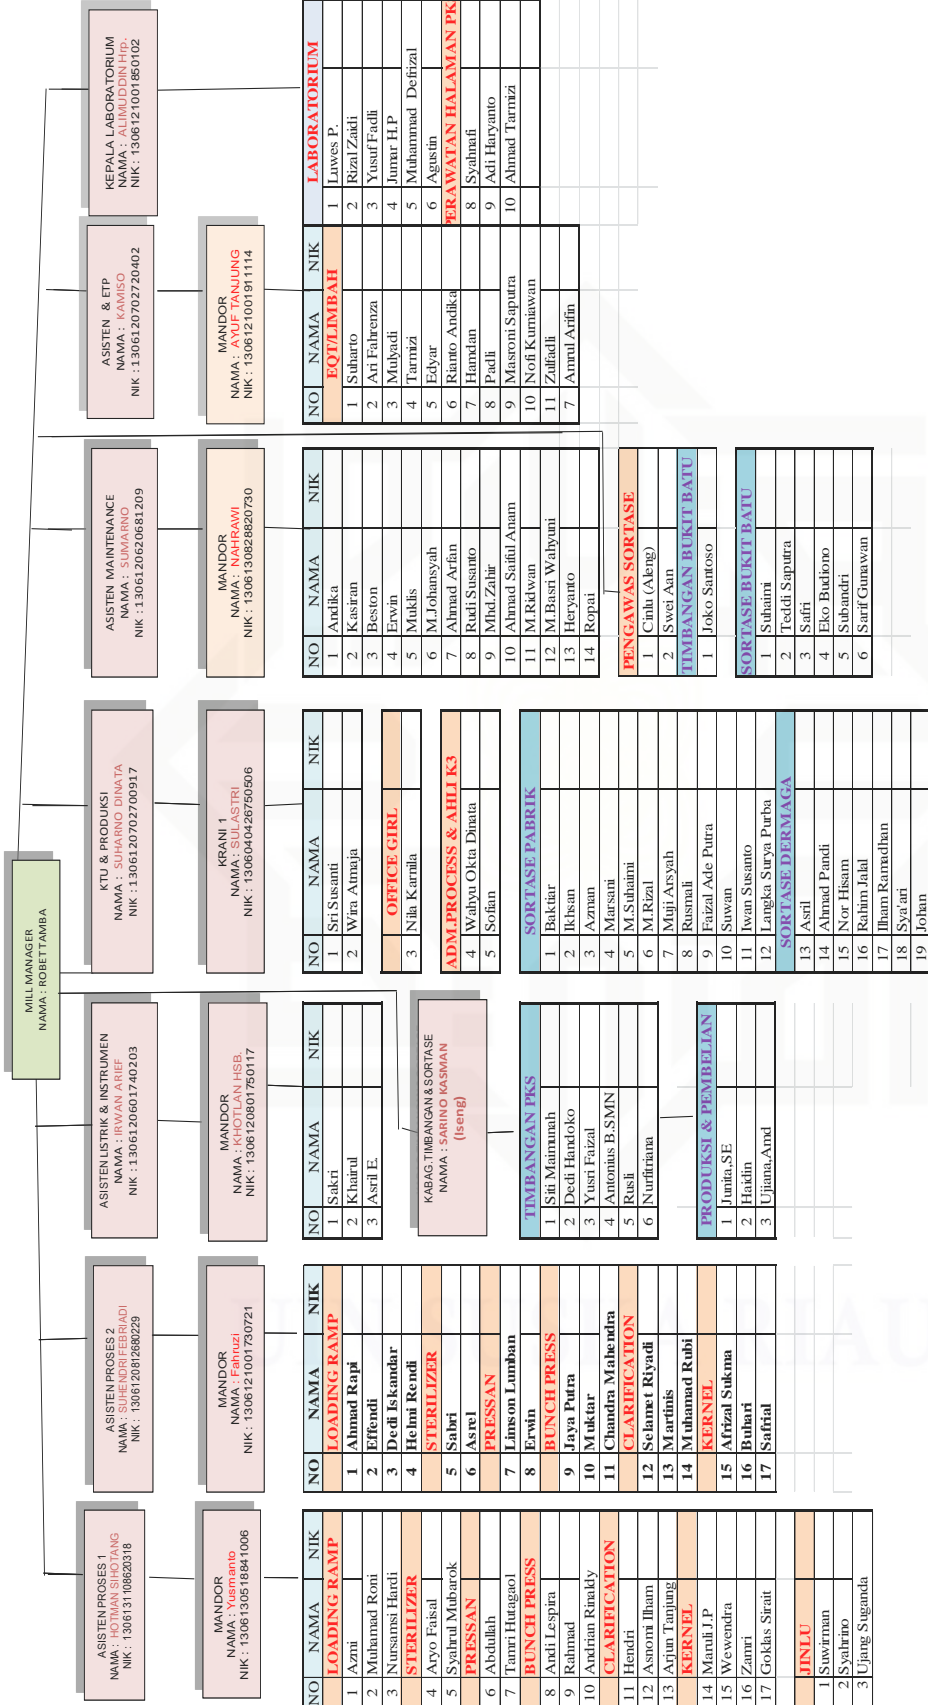 MILL MANAGER
NAMA : ROBET TAMBA
ASISTEN PROSES 1
NAMA : HOTMAN SIHOTANG
NIK : 1306131108620318
MANDOR
NAMA : Yusmanto
NIK : 1306130518841006
NO NAMA NIK
LOADING RAMP
1 Azmi
2 Muhamad Roni
3 Nursamsi Hardi
STERILIZER
4 Aryo Faisal
5 Syahrul Mubarok
PRESSAN
6 Abdullah
7 Tamri Hutagaol
BUNCH PRESS
8 Andi Lespira
9 Rahmad
10 Andrian Rinaldy
CLARIFICATION
11 Hendri
12 Asnomi Ilham
13 Arjun Tanjung
KERNEL
14 Maruli J.P
15 Wewendra
16 Zamri
17 Goklas Sirait
JINLU
1 Suwirman
2 Syahrino
3 Ujang Suganda
ASISTEN PROSES 2
NAMA : SUHENDRI FEBRIADI
NIK : 1306120812680229
MANDOR
NAMA : Fahruzi
NIK : 1306121001730721
NO NAMA NIK
LOADING RAMP
1 Ahmad Rapi
2 Effendi
3 Dedi Iskandar
4 Helmi Rendi
STERILIZER
5 Sabri
6 Asrel
PRESSAN
7 Limson Lumban
8 Erwin
BUNCH PRESS
9 Jaya Putra
10 Muktar
11 Chandra Mahendra
CLARIFICATION
12 Selamet Riyadi
13 Martinis
14 Muhamad Rubi
KERNEL
15 Afrizal Sukma
16 Buhari
17 Safrial
ASISTEN LISTRIK & INSTRUMEN
NAMA : IRWAN ARIEF
NIK : 1306120601740203
MANDOR
NAMA : KHOTLAN HSB.
NIK : 1306120801750117
NO NAMA NIK
1 Sakri
2 Khairul
3 Asril E.
KABAG.TIMBANGAN & SORTASE
NAMA : SARINO KASMAN
(Iseng)
TIMBANGAN PKS
1 Siti Maimunah
2 Dedi Handoko
3 Yusri Faizal
4 Antonius B.SMN
5 Rusli
6 Nurfitriana
PRODUKSI & PEMBELIAN
1 Junita,SE
2 Haidin
3 Ujiana,Amd
KTU & PRODUKSI
NAMA : SUHARNO DINATA
NIK : 1306120702700917
KRANI 1
NAMA : SULASTRI
NIK : 1306040426750506
NO NAMA NIK
1 Sri Susanti
2 Wira Atmaja
OFFICE GIRL
3 Nila Karnila
ADM.PROCESS & AHLI K3
4 Wahyu Okta Dinata
5 Sofian
SORTASE PABRIK
1 Baktiar
2 Ikhsan
3 Azman
4 Marsani
5 M.Suhaimi
6 M.Rizal
7 Muji Arsyah
8 Rusmali
9 Faizal Ade Putra
10 Suwan
11 Iwan Susanto
12 Langka Surya Purba
SORTASE DERMAGA
13 Asril
14 Ahmad Pandi
15 Nor Hisam
16 Rahim Jalal
17 Ilham Ramadhan
18 Sya'ari
19 Johan
ASISTEN MAINTENANCE
NAMA : SUMARNO
NIK : 1306120620681209
MANDOR
NAMA : NAHRAWI
NIK : 1306130828820730
NO NAMA NIK
1 Andika
2 Kasiran
3 Beston
4 Erwin
5 Muklis
6 M.Johansyah
7 Ahmad Arfan
8 Rudi Susanto
9 Mhd.Zahir
10 Ahmad Saiful Anam
11 M.Ridwan
12 M.Basri Wahyuni
13 Heryanto
14 Ropai
PENGAWAS SORTASE
1 Cinlu (Aleng)
2 Swei Aan
TIMBANGAN BUKIT BATU
1 Joko Santoso
SORTASE BUKIT BATU
1 Suhaimi
2 Teddi Saputra
3 Safri
4 Eko Budiono
5 Subandri
6 Sarif Gunawan
ASISTEN & ETP
NAMA : KAMISO
NIK : 1306120702720402
MANDOR
NAMA : AYUF TANJUNG
NIK : 1306121001911114
NO NAMA NIK
EQT/LIMBAH
1 Suharto
2 Ari Fahrenza
3 Mulyadi
4 Tarmizi
5 Edyar
6 Rianto Andika
7 Hamdan
8 Padli
9 Masroni Saputra
10 Nofi Kurniawan
11 Zulfadli
7 Amrul Arifin
KEPALA LABORATORIUM
NAMA : ALIMUDDIN Hrp.
NIK : 1306121001850102
LABORATORIUM
1 Luwes P.
2 Rizal Zaidi
3 Yusuf Fadli
4 Jumar H.P
5 Muhammad Defrizal
6 Agustin
PERAWATAN HALAMAN PK
8 Syahnafi
9 Adi Haryanto
10 Ahmad Tarmizi
UIN SUSKA RIAU